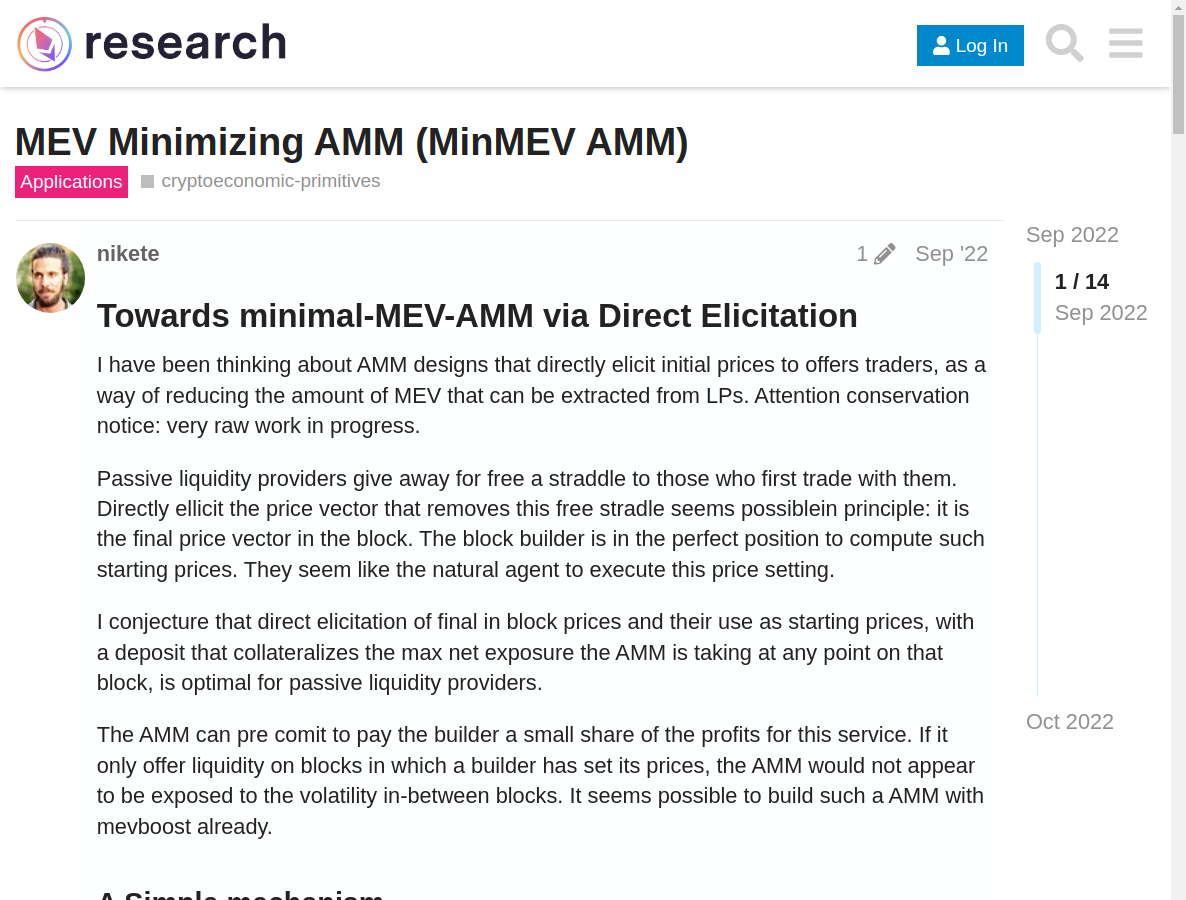 research
Log In
MEV Minimizing AMM (MinMEV AMM)
Applications
cryptoeconomic-primitives
nikete
1
Sep '22
Sep 2022
1 / 14
Sep 2022
Towards minimal-MEV-AMM via Direct Elicitation
I have been thinking about AMM designs that directly elicit initial prices to offers traders, as a
way of reducing the amount of MEV that can be extracted from LPs. Attention conservation
notice: very raw work in progress.
Passive liquidity providers give away for free a straddle to those who first trade with them.
Directly ellicit the price vector that removes this free stradle seems possiblein principle: it is
the final price vector in the block. The block builder is in the perfect position to compute such
starting prices. They seem like the natural agent to execute this price setting.
I conjecture that direct elicitation of final in block prices and their use as starting prices, with
a deposit that collateralizes the max net exposure the AMM is taking at any point on that
block, is optimal for passive liquidity providers.
Oct 2022
The AMM can pre comit to pay the builder a small share of the profits for this service. If it
only offer liquidity on blocks in which a builder has set its prices, the AMM would not appear
to be exposed to the volatility in-between blocks. It seems possible to build such a AMM with
mevboost already.
A Simple mechanism